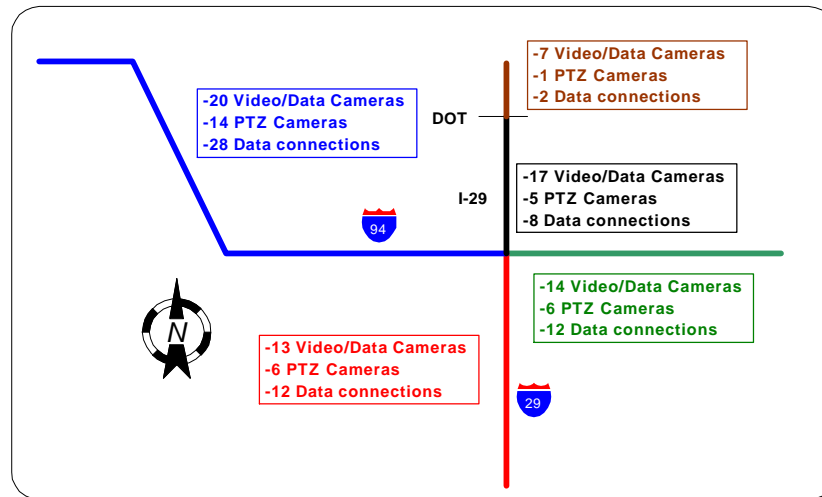 -7 Video/Data Cameras
-1 PTZ Cameras
-2 Data connections
-20 Video/Data Cameras
-14 PTZ Cameras
-28 Data connections
DOT
-17 Video/Data Cameras
-5 PTZ Cameras
-8 Data connections
I-29
94
-14 Video/Data Cameras
-6 PTZ Cameras
-12 Data connections
N
-13 Video/Data Cameras
-6 PTZ Cameras
-12 Data connections
29